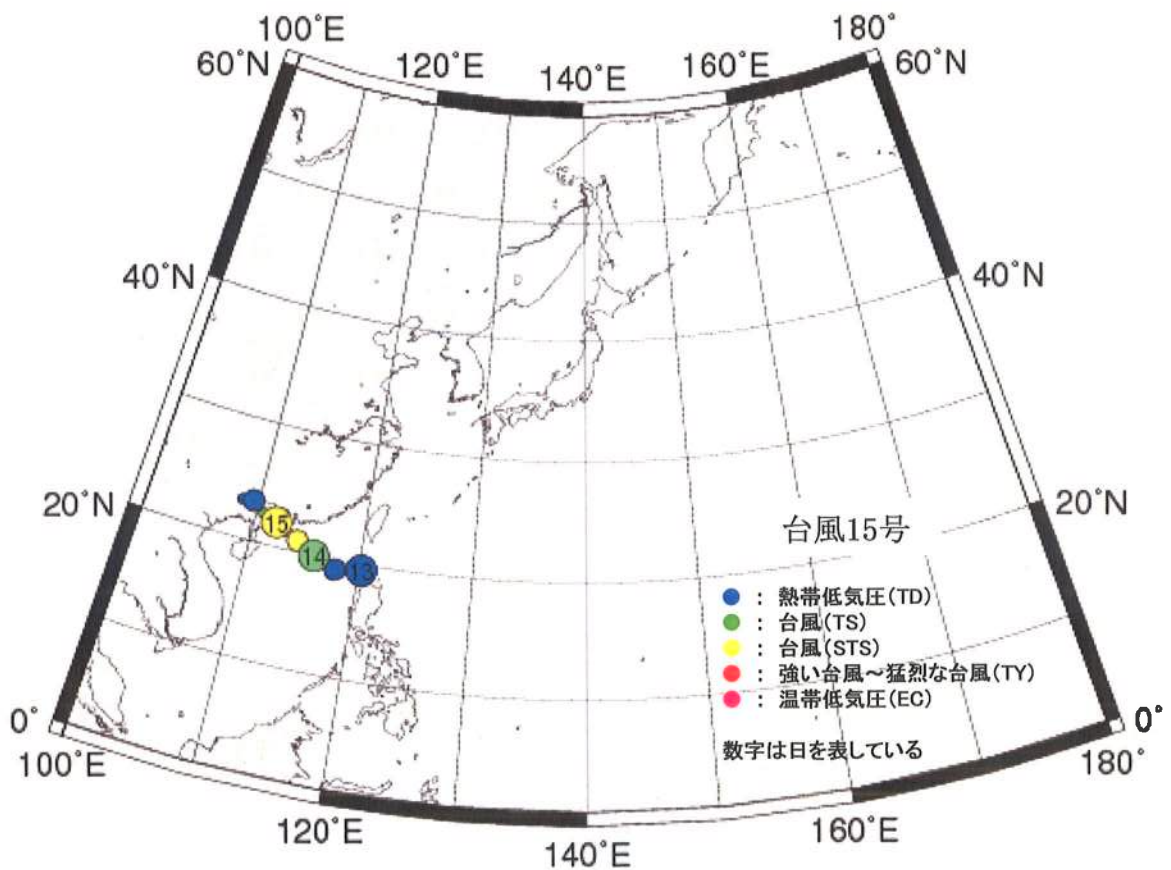 100°E
180°
60°N
120°E
140°E
160°E
60°N
40°N
40°N
20°N
20°N
台風15号
15
14
13
● : 熱帯低気圧(TD)
● : 台風(TS)
● : 台風(STS)
● : 強い台風～猛烈な台風(TY)
● : 温帯低気圧(EC)
数字は日を表している
0°
0°
100°E
180°
120°E
160°E
140°E